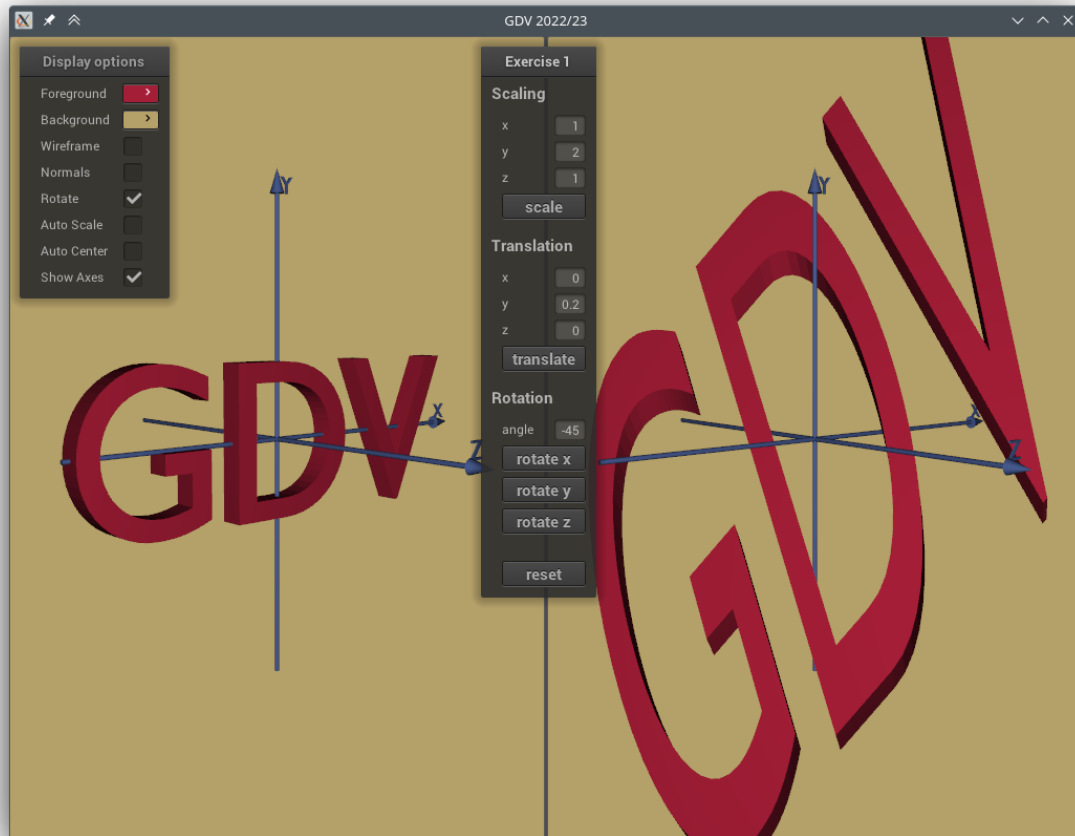 GDV 2022/23
Display options
Foreground
Background
Wireframe
Normals
Rotate
Auto Scale
Auto Center
Show Axes
Exercise 1
Scaling
x 1
y 2
z 1
scale
Translation
x 0
y 0.2
z 0
translate
Rotation
angle -45
rotate x
rotate y
rotate z
reset
Y
X
Z
GDV
Y
X
Z
GDV